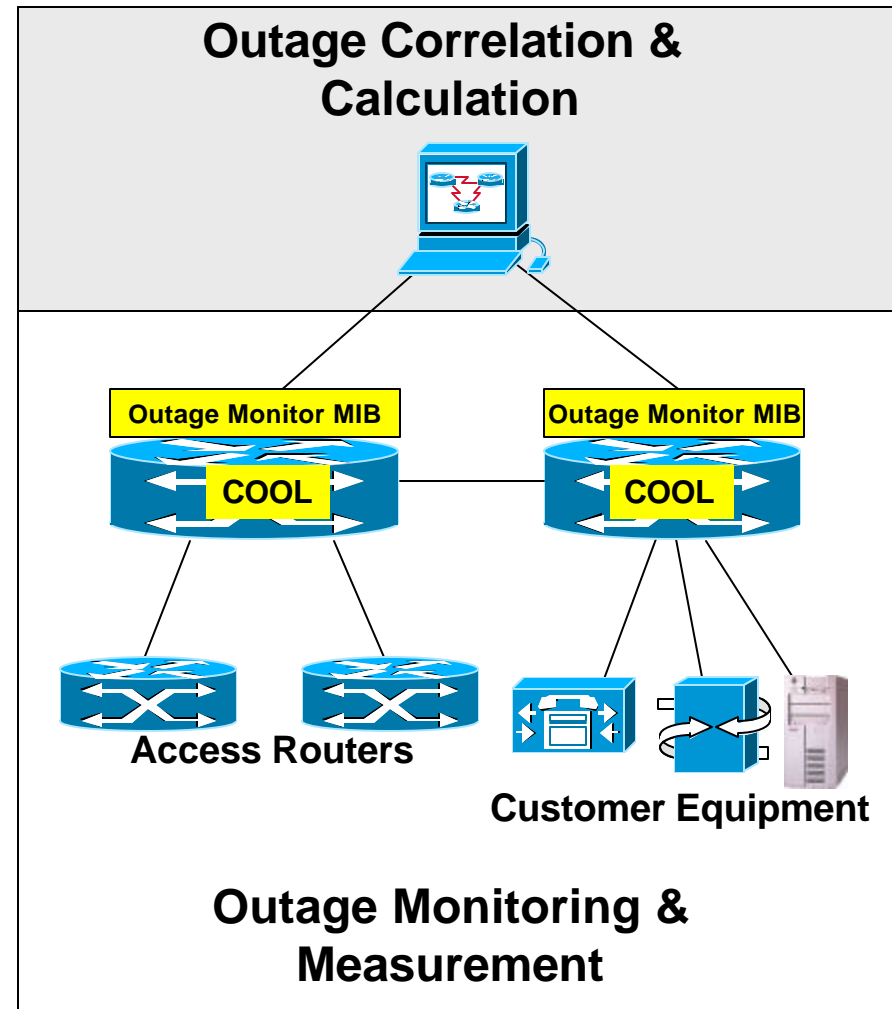 Outage Correlation &
Calculation
Outage Monitor MIB
Outage Monitor MIB
COOL
COOL
Access Routers
Customer Equipment
Outage Monitoring &
Measurement